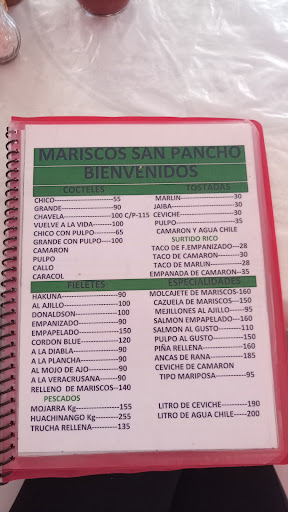 MARISCOS SAN PANCHO
BIENVENIDOS
COCTELES
CHICO-----------------55
GRANDE---------------90
CHAVELA---------100 C/P-115
VUELVE A LA VIDA-------100
CHICO CON PULPO------65
GRANDE CON PULPO----100
CAMARON
PULPO
CALLO
CARACOL
TOSTADAS
MARLIN---------------30
JAIBA-----------------30
CEVICHE--------------30
PULPO----------------35
CAMARON Y AGUA CHILE
SURTIDO RICO
TACO DE F.EMPANIZADO---28
TACO DE CAMARON-------30
TACO DE MARLIN--------28
EMPANADA DE CAMARON-35
FIELETES
HAKUNA----------------90
AL AJILLO-------------100
DONALDSON----------100
EMPANIZADO----------90
EMPAPELADO---------150
CORDON BLUE--------120
A LA DIABLA-----------90
A LA PLANCHA--------90
AL MOJO DE AJO-------90
A LA VERACRUSANA----90
RELLENO DE MARISCOS--140
PESCADOS
MOJARRA Kg-----------155
HUACHINANGO Kg------255
TRUCHA RELLENA-------135
ESPECIALIDADES
MOLCAJETE DE MARISCOS-160
CAZUELA DE MARISCOS---150
MEJILLONES AL AJILLO----95
SALMON EMPAPELADO---160
SALMON AL GUSTO------110
PULPO AL GUSTO--------150
PIÑA RELLENA-----------160
ANCAS DE RANA---------185
CEVICHE DE CAMARON
TIPO MARIPOSA---------95
LITRO DE CEVICHE--------190
LITRO DE AGUA CHILE-----200